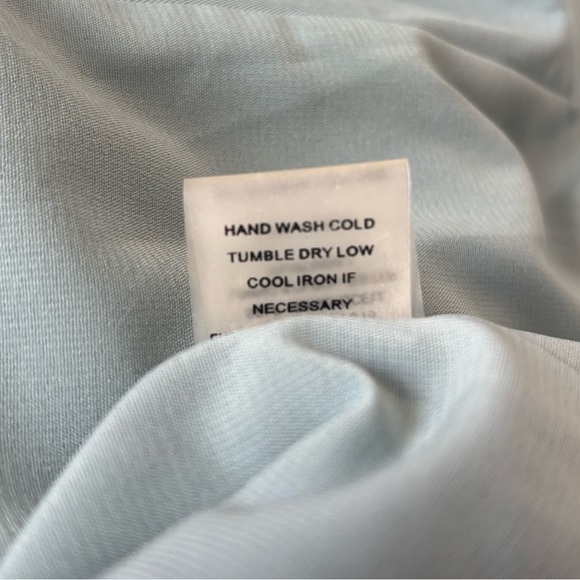 HAND WASH COLD
TUMBLE DRY LOW
COOL IRON IF
NECESSARY